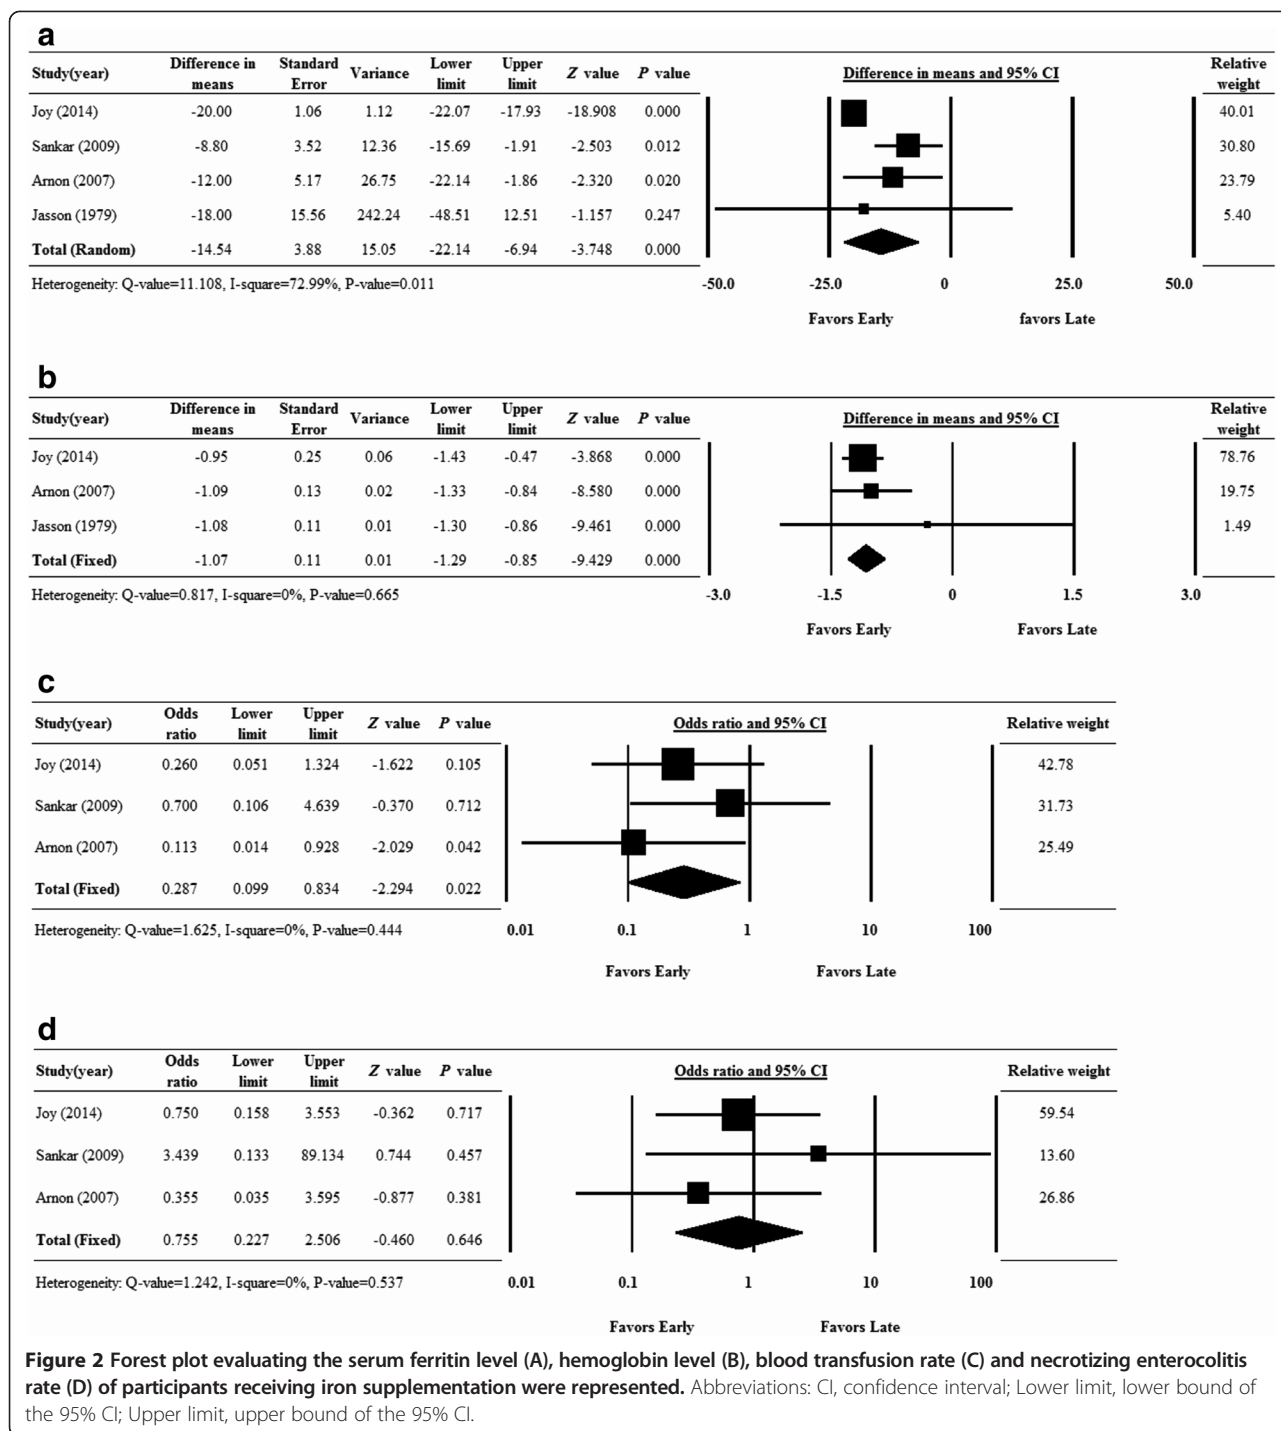 a
Study(year) Difference in means Standard Error Variance Lower limit Upper limit Z value P value Difference in means and 95% CI Relative weight
Joy (2014) -20.00 1.06 1.12 -22.07 -17.93 -18.908 0.000 40.01
Sankar (2009) -8.80 3.52 12.36 -15.69 -1.91 -2.503 0.012 30.80
Arnon (2007) -12.00 5.17 26.75 -22.14 -1.86 -2.320 0.020 23.79
Jasson (1979) -18.00 15.56 242.24 -48.51 12.51 -1.157 0.247 5.40
Total (Random) -14.54 3.88 15.05 -22.14 -6.94 -3.748 0.000
Heterogeneity: Q-value=11.108, I-square=72.99%, P-value=0.011 -50.0 -25.0 0 25.0 50.0
Favors Early favors Late
b
Study(year) Difference in means Standard Error Variance Lower limit Upper limit Z value P value Difference in means and 95% CI Relative weight
Joy (2014) -0.95 0.25 0.06 -1.43 -0.47 -3.868 0.000 78.76
Arnon (2007) -1.09 0.13 0.02 -1.33 -0.84 -8.580 0.000 19.75
Jasson (1979) -1.08 0.11 0.01 -1.30 -0.86 -9.461 0.000 1.49
Total (Fixed) -1.07 0.11 0.01 -1.29 -0.85 -9.429 0.000
Heterogeneity: Q-value=0.817, I-square=0%, P-value=0.665 -3.0 -1.5 0 1.5 3.0
Favors Early Favors Late
c
Study(year) Odds ratio Lower limit Upper limit Z value P value Odds ratio and 95% CI Relative weight
Joy (2014) 0.260 0.051 1.324 -1.622 0.105 42.78
Sankar (2009) 0.700 0.106 4.639 -0.370 0.712 31.73
Arnon (2007) 0.113 0.014 0.928 -2.029 0.042 25.49
Total (Fixed) 0.287 0.099 0.834 -2.294 0.022
Heterogeneity: Q-value=1.625, I-square=0%, P-value=0.444 0.01 0.1 1 10 100
Favors Early Favors Late
d
Study(year) Odds ratio Lower limit Upper limit Z value P value Odds ratio and 95% CI Relative weight
Joy (2014) 0.750 0.158 3.553 -0.362 0.717 59.54
Sankar (2009) 3.439 0.133 89.134 0.744 0.457 13.60
Arnon (2007) 0.355 0.035 3.595 -0.877 0.381 26.86
Total (Fixed) 0.755 0.227 2.506 -0.460 0.646
Heterogeneity: Q-value=1.242, I-square=0%, P-value=0.537 0.01 0.1 1 10 100
Favors Early Favors Late
Figure 2 Forest plot evaluating the serum ferritin level (A), hemoglobin level (B), blood transfusion rate (C) and necrotizing enterocolitis
rate (D) of participants receiving iron supplementation were represented. Abbreviations: CI, confidence interval; Lower limit, lower bound of
the 95% CI; Upper limit, upper bound of the 95% CI.